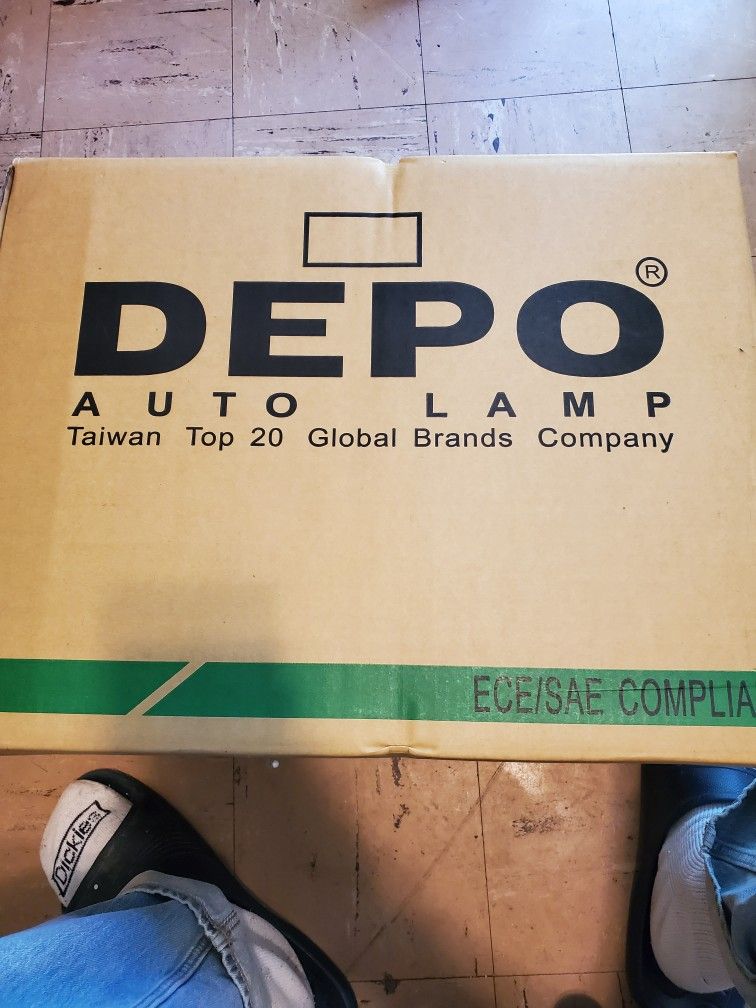 DEPO®
AUTO LAMP
Taiwan Top 20 Global Brands Company
ECE/SAE COMPLIA
Dickies